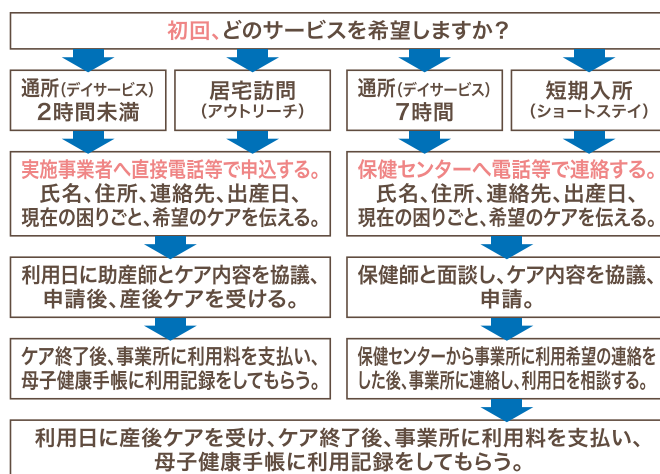 初回、どのサービスを希望しますか?
通所(デイサービス)
2時間未満
居宅訪問
(アウトリーチ)
通所(デイサービス)
7時間
短期入所
(ショートステイ)
実施事業者へ直接電話等で申込する。
氏名、住所、連絡先、出産日、
現在の困りごと、希望のケアを伝える。
保健センターへ電話等で連絡する。
氏名、住所、連絡先、出産日、
現在の困りごと、希望のケアを伝える。
利用日に助産師とケア内容を協議、
申請後、産後ケアを受ける。
保健師と面談し、ケア内容を協議、
申請。
ケア終了後、事業所に利用料を支払い、
母子健康手帳に利用記録をしてもらう。
保健センターから事業所に利用希望の連絡を
した後、事業所に連絡し、利用日を相談する。
利用日に産後ケアを受け、ケア終了後、事業所に利用料を支払い、
母子健康手帳に利用記録をしてもらう。